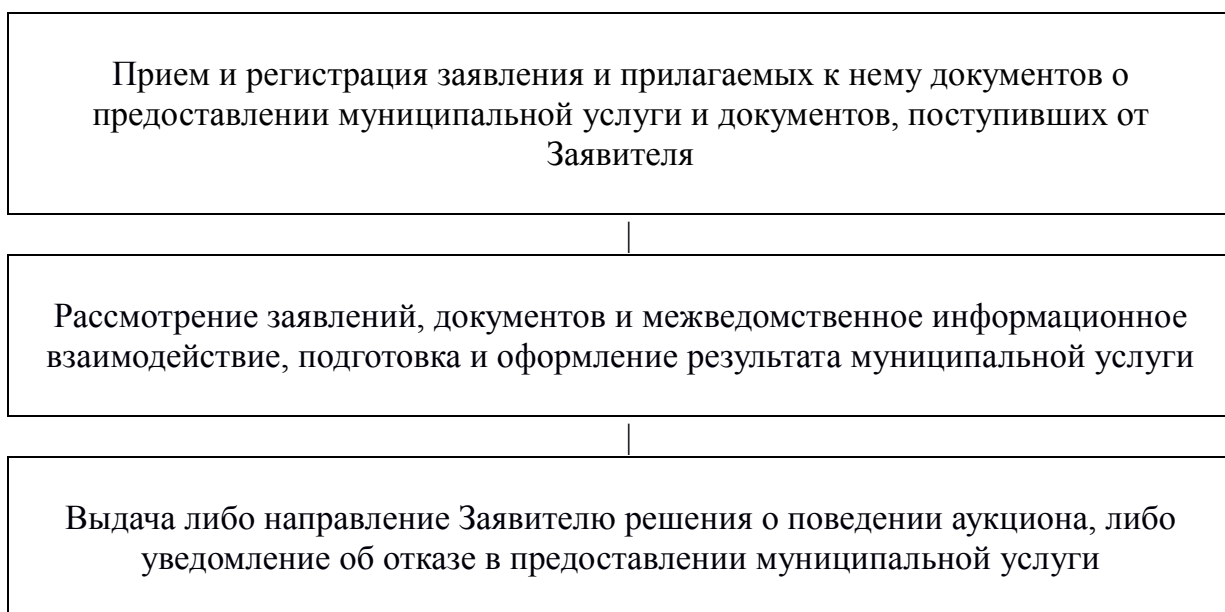 Прием и регистрация заявления и прилагаемых к нему документов о
предоставлении муниципальной услуги и документов, поступивших от
Заявителя
Рассмотрение заявлений, документов и межведомственное информационное
взаимодействие, подготовка и оформление результата муниципальной услуги
Выдача либо направление Заявителю решения о поведении аукциона, либо
уведомление об отказе в предоставлении муниципальной услуги